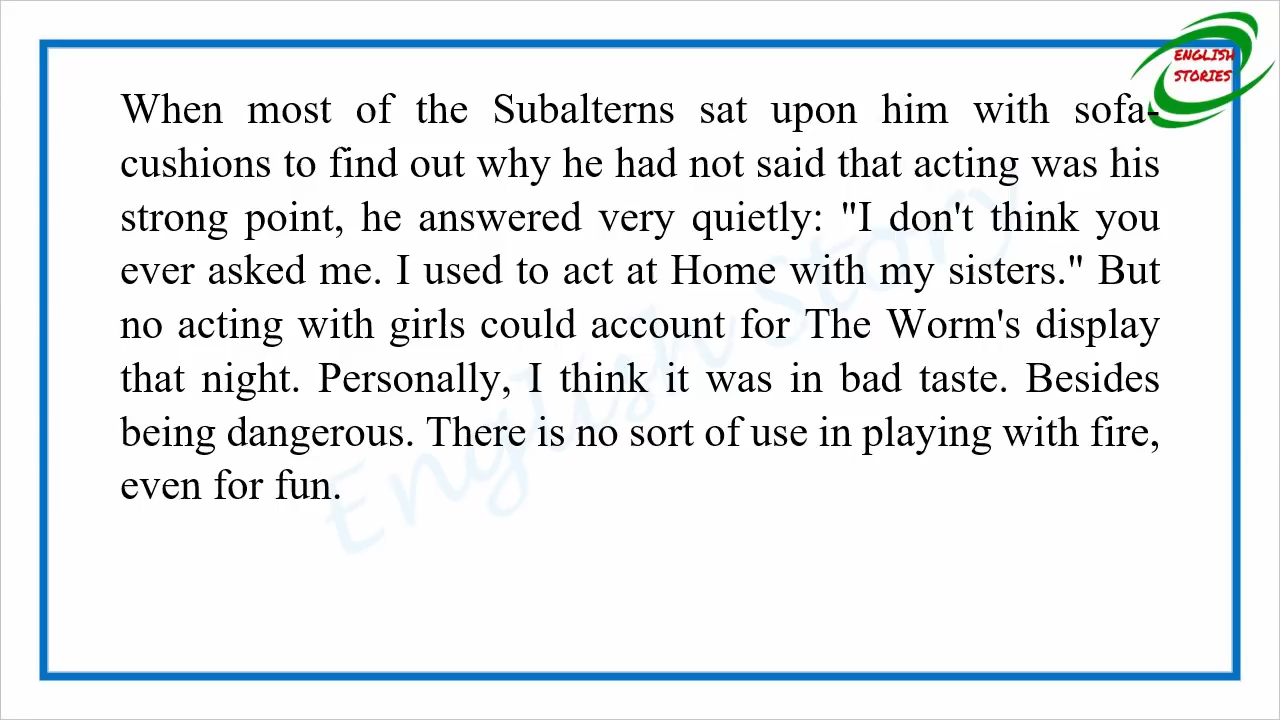 ENGLISH
STORIES
When most of the Subalterns sat upon him with sofa-
cushions to find out why he had not said that acting was his
strong point, he answered very quietly: "I don't think you
ever asked me. I used to act at Home with my sisters." But
no acting with girls could account for The Worm's display
that night. Personally, I think it was in bad taste. Besides
being dangerous. There is no sort of use in playing with fire,
even for fun.
English Story